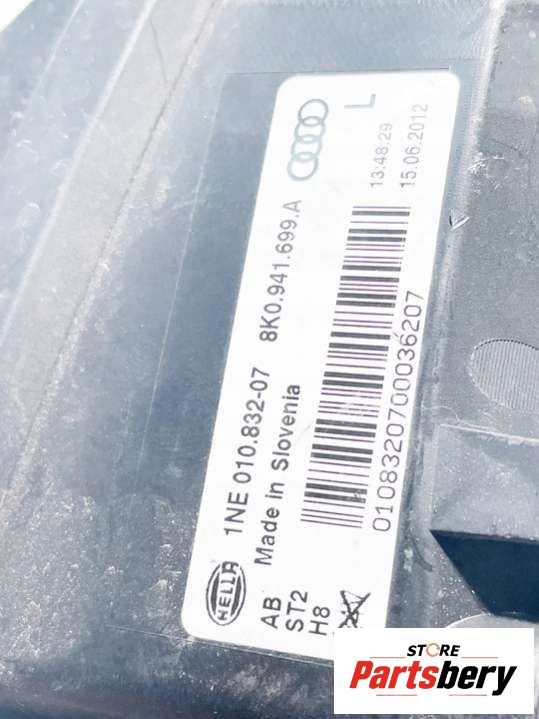 HELLA
1NE 010.832-07 8K0.941.699.A
AB Made in Slovenia
ST2
H8
13:48:29
15.06.2012
L
0108320700036207
STORE
Partsbery